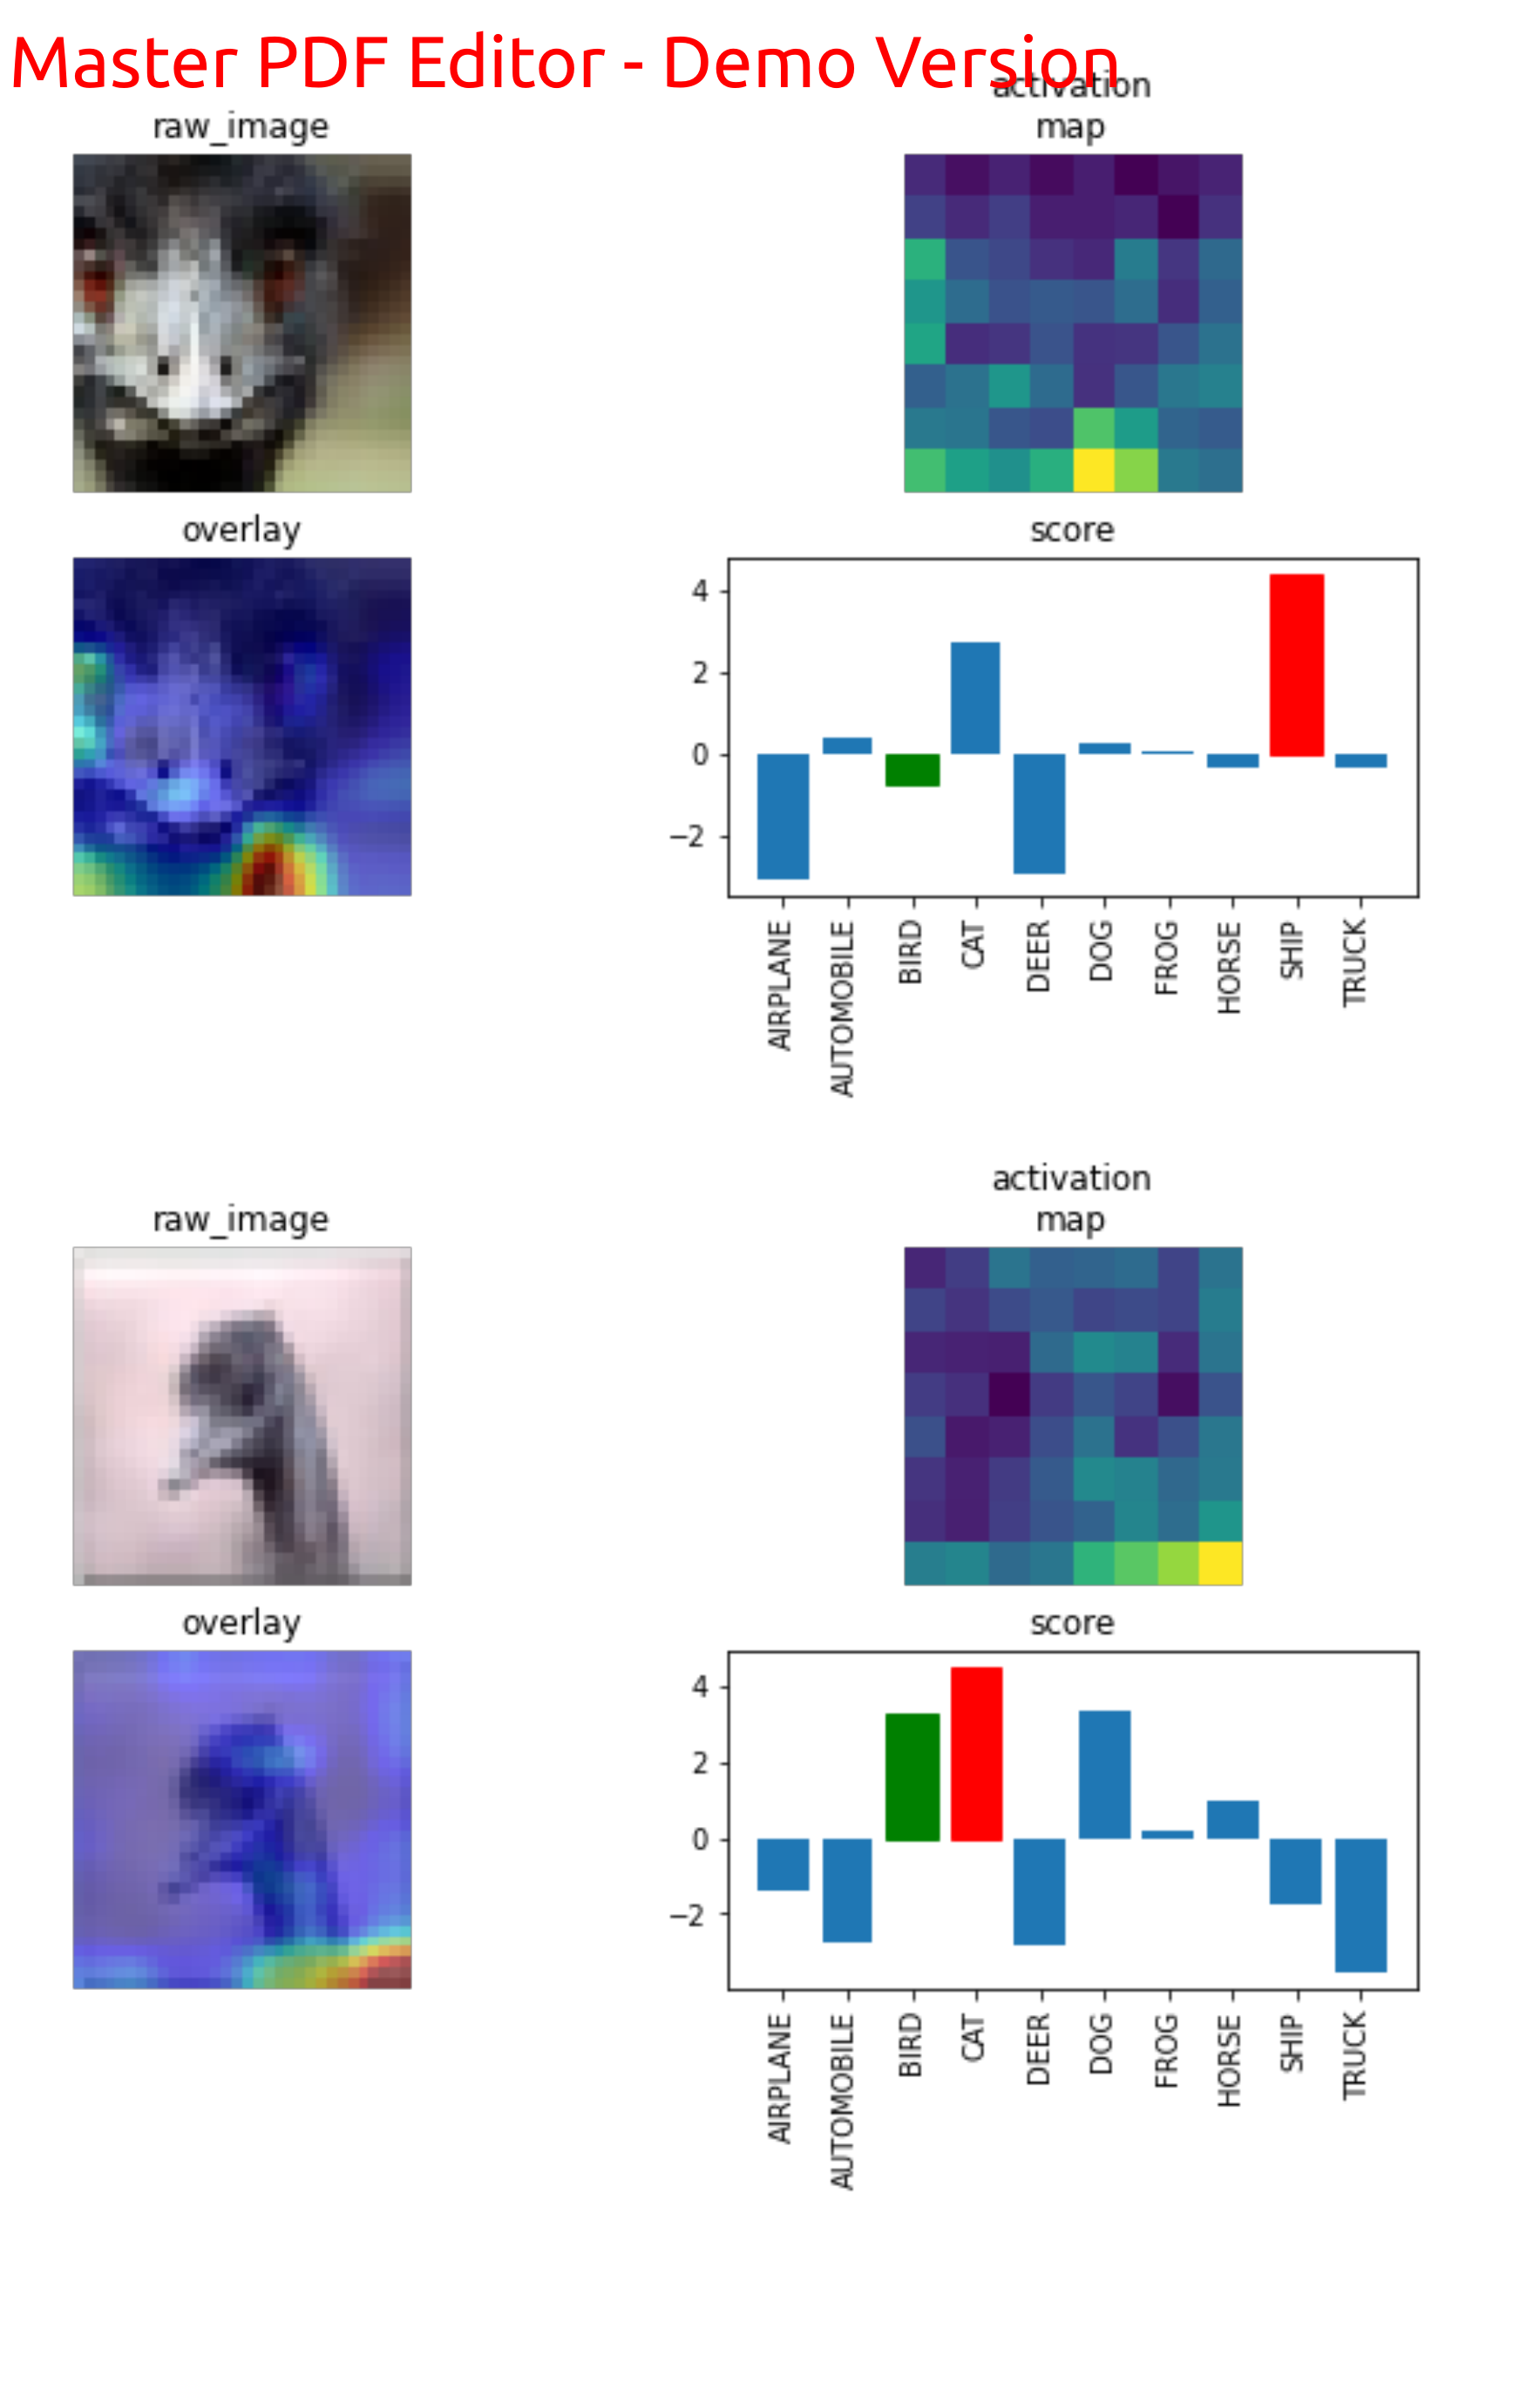 Master PDF Editor - Demo Version
raw_image
activation
map
overlay
score
4
2
0
−2
AIRPLANE
AUTOMOBILE
BIRD
CAT
DEER
DOG
FROG
HORSE
SHIP
TRUCK
raw_image
activation
map
overlay
score
4
2
0
−2
AIRPLANE
AUTOMOBILE
BIRD
CAT
DEER
DOG
FROG
HORSE
SHIP
TRUCK